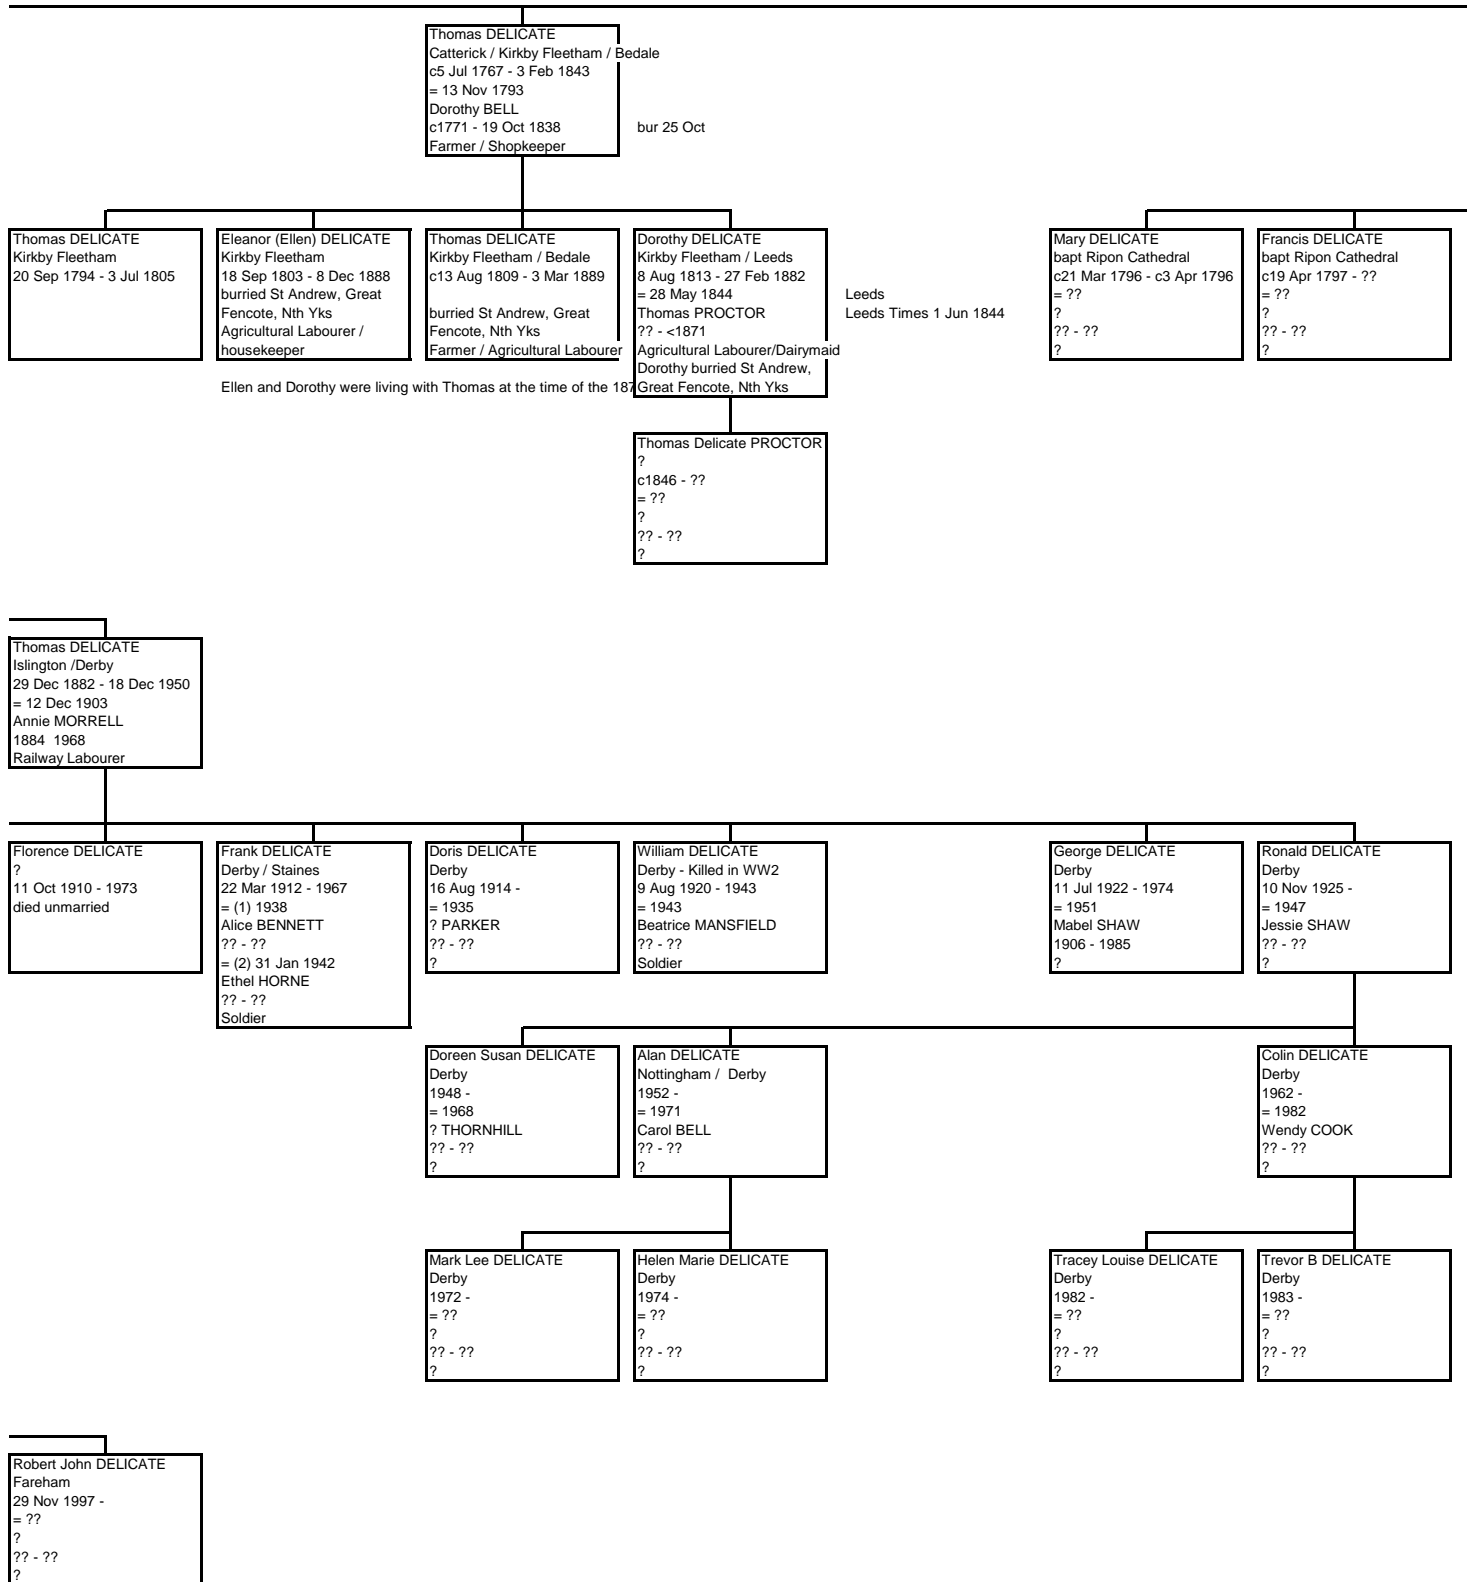 Thomas DELICATE
Catterick / Kirkby Fleetham / Bedale
c5 Jul 1767 - 3 Feb 1843
= 13 Nov 1793
Dorothy BELL
c1771 - 19 Oct 1838
bur 25 Oct
Farmer / Shopkeeper
Thomas DELICATE
Kirkby Fleetham
20 Sep 1794 - 3 Jul 1805
Eleanor (Ellen) DELICATE
Kirkby Fleetham
18 Sep 1803 - 8 Dec 1888
burried St Andrew, Great
Fencote, Nth Yks
Agricultural Labourer /
housekeeper
Thomas DELICATE
Kirkby Fleetham / Bedale
c13 Aug 1809 - 3 Mar 1889
burried St Andrew, Great
Fencote, Nth Yks
Farmer / Agricultural Labourer
Dorothy DELICATE
Kirkby Fleetham / Leeds
8 Aug 1813 - 27 Feb 1882
= 28 May 1844
Thomas PROCTOR
?? - <1871
Agricultural Labourer/Dairymaid
Dorothy burried St Andrew,
Great Fencote, Nth Yks
Leeds
Leeds Times 1 Jun 1844
Mary DELICATE
bapt Ripon Cathedral
c21 Mar 1796 - c3 Apr 1796
= ??
?
?? - ??
?
Francis DELICATE
bapt Ripon Cathedral
c19 Apr 1797 - ??
= ??
?
?? - ??
?
Ellen and Dorothy were living with Thomas at the time of the 187
Thomas Delicate PROCTOR
?
c1846 - ??
= ??
?
?? - ??
?
Thomas DELICATE
Islington /Derby
29 Dec 1882 - 18 Dec 1950
= 12 Dec 1903
Annie MORRELL
1884  1968
Railway Labourer
Florence DELICATE
?
11 Oct 1910 - 1973
died unmarried
Frank DELICATE
Derby / Staines
22 Mar 1912 - 1967
= (1) 1938
Alice BENNETT
?? - ??
= (2) 31 Jan 1942
Ethel HORNE
?? - ??
Soldier
Doris DELICATE
Derby
16 Aug 1914 -
= 1935
? PARKER
?? - ??
?
William DELICATE
Derby - Killed in WW2
9 Aug 1920 - 1943
= 1943
Beatrice MANSFIELD
?? - ??
Soldier
George DELICATE
Derby
11 Jul 1922 - 1974
= 1951
Mabel SHAW
1906 - 1985
?
Ronald DELICATE
Derby
10 Nov 1925 -
= 1947
Jessie SHAW
?? - ??
?
Doreen Susan DELICATE
Derby
1948 -
= 1968
? THORNHILL
?? - ??
?
Alan DELICATE
Nottingham /  Derby
1952 -
= 1971
Carol BELL
?? - ??
?
Colin DELICATE
Derby
1962 -
= 1982
Wendy COOK
?? - ??
?
Mark Lee DELICATE
Derby
1972 -
= ??
?
?? - ??
?
Helen Marie DELICATE
Derby
1974 -
= ??
?
?? - ??
?
Tracey Louise DELICATE
Derby
1982 -
= ??
?
?? - ??
?
Trevor B DELICATE
Derby
1983 -
= ??
?
?? - ??
?
Robert John DELICATE
Fareham
29 Nov 1997 -
= ??
?
?? - ??
?